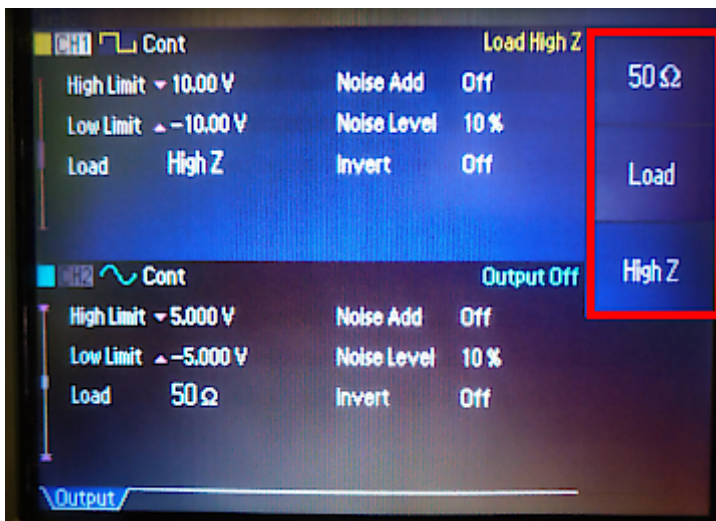 CH1 Cont Load High Z
High Limit 10.00 V Noise Add Off
Low Limit −10.00 V Noise Level 10 %
Load High Z Invert Off
CH2 Cont Output Off
High Limit 5.000 V Noise Add Off
Low Limit −5.000 V Noise Level 10 %
Load 50 Ω Invert Off
Output
50 Ω
Load
High Z